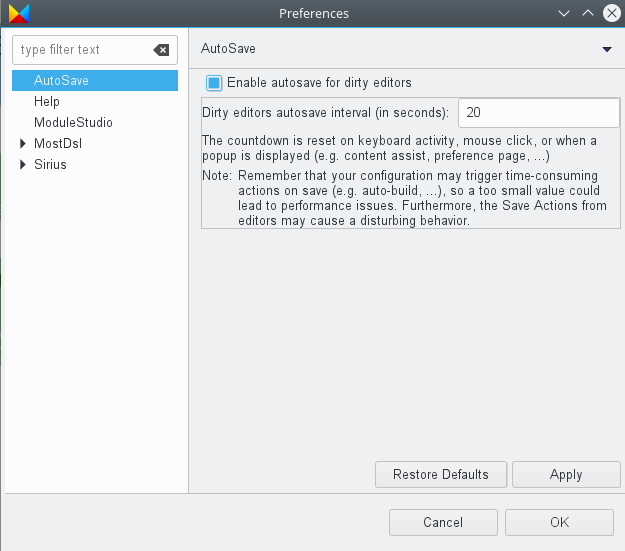 Preferences
type filter text
AutoSave
Help
ModuleStudio
MostDsl
Sirius
AutoSave
Enable autosave for dirty editors
Dirty editors autosave interval (in seconds): 20
The countdown is reset on keyboard activity, mouse click, or when a
popup is displayed (e.g. content assist, preference page, ...)
Note: Remember that your configuration may trigger time-consuming
actions on save (e.g. auto-build, ...), so a too small value could
lead to performance issues. Furthermore, the Save Actions from
editors may cause a disturbing behavior.
Restore Defaults Apply
Cancel OK